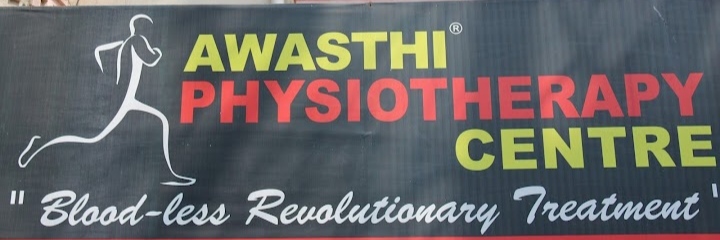 AWASTHI®
PHYSIOTHERAPY
CENTRE
" Blood-less Revolutionary Treatment "